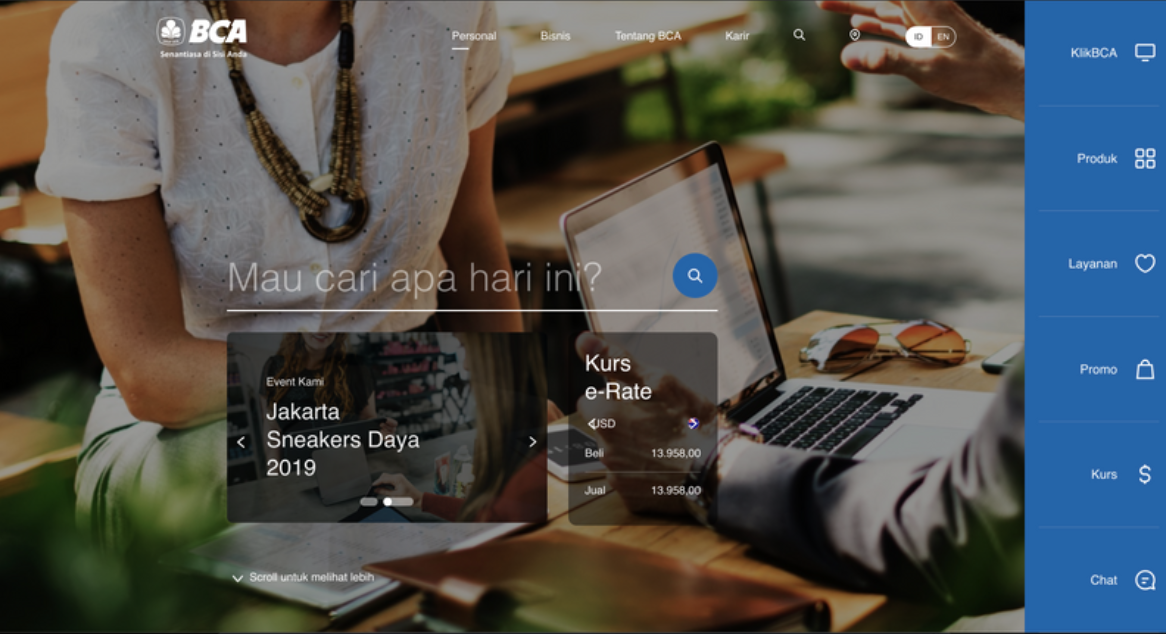 BCA
Senantiasa di Sisi Anda
Personal
Bisnis
Tentang BCA
Karir
ID
EN
Mau cari apa hari ini?
Event Kami
Jakarta
Sneakers Daya
2019
Kurs
e-Rate
USD
Beli 13.958,00
Jual 13.958,00
Scroll untuk melihat lebih
KlikBCA
Produk
Layanan
Promo
Kurs
Chat